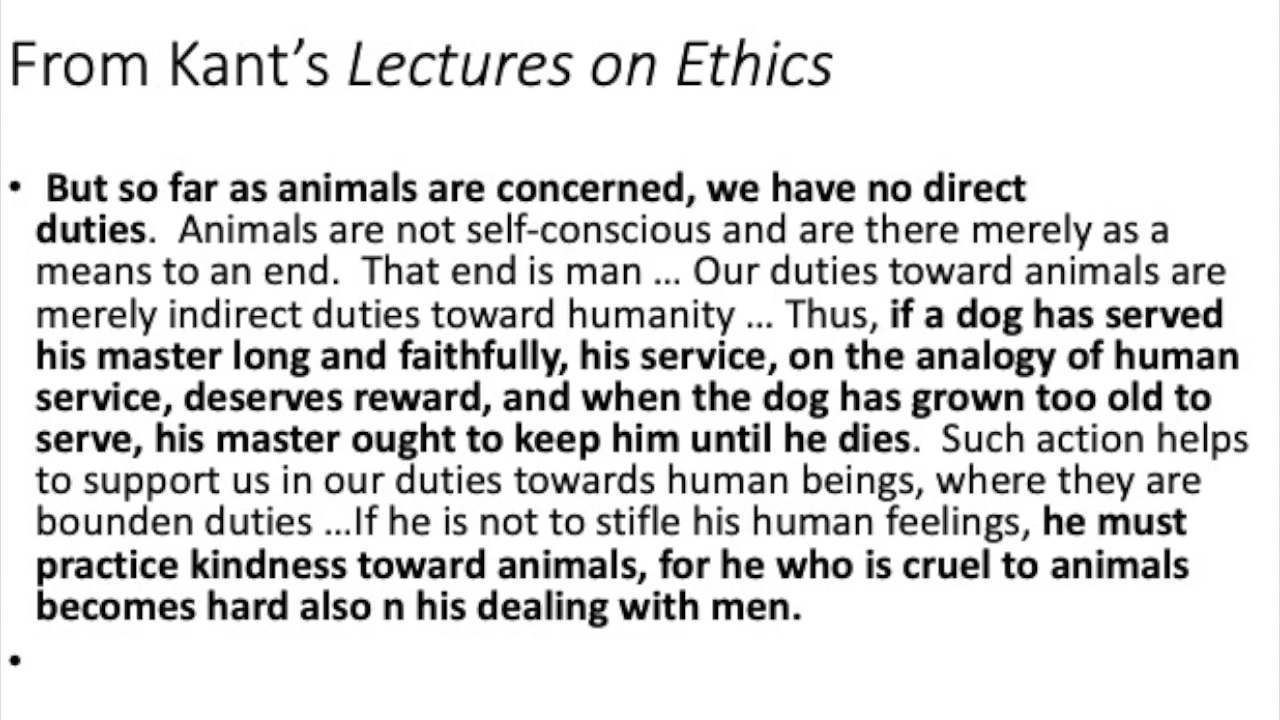 From Kant's Lectures on Ethics
• But so far as animals are concerned, we have no direct
duties. Animals are not self-conscious and are there merely as a
means to an end. That end is man ... Our duties toward animals are
merely indirect duties toward humanity ... Thus, if a dog has served
his master long and faithfully, his service, on the analogy of human
service, deserves reward, and when the dog has grown too old to
serve, his master ought to keep him until he dies. Such action helps
to support us in our duties towards human beings, where they are
bounden duties ...If he is not to stifle his human feelings, he must
practice kindness toward animals, for he who is cruel to animals
becomes hard also n his dealing with men.
•